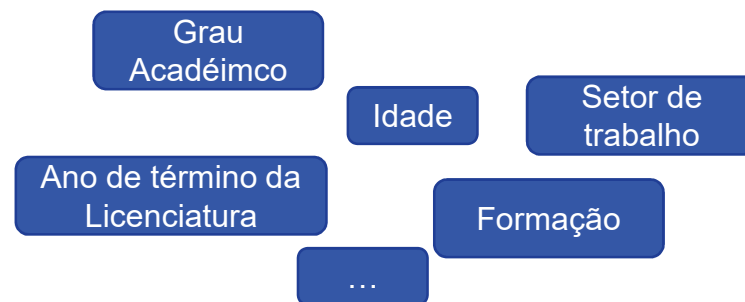 Grau
Acadéimco
Idade
Setor de
trabalho
Ano de término da
Licenciatura
Formação
...